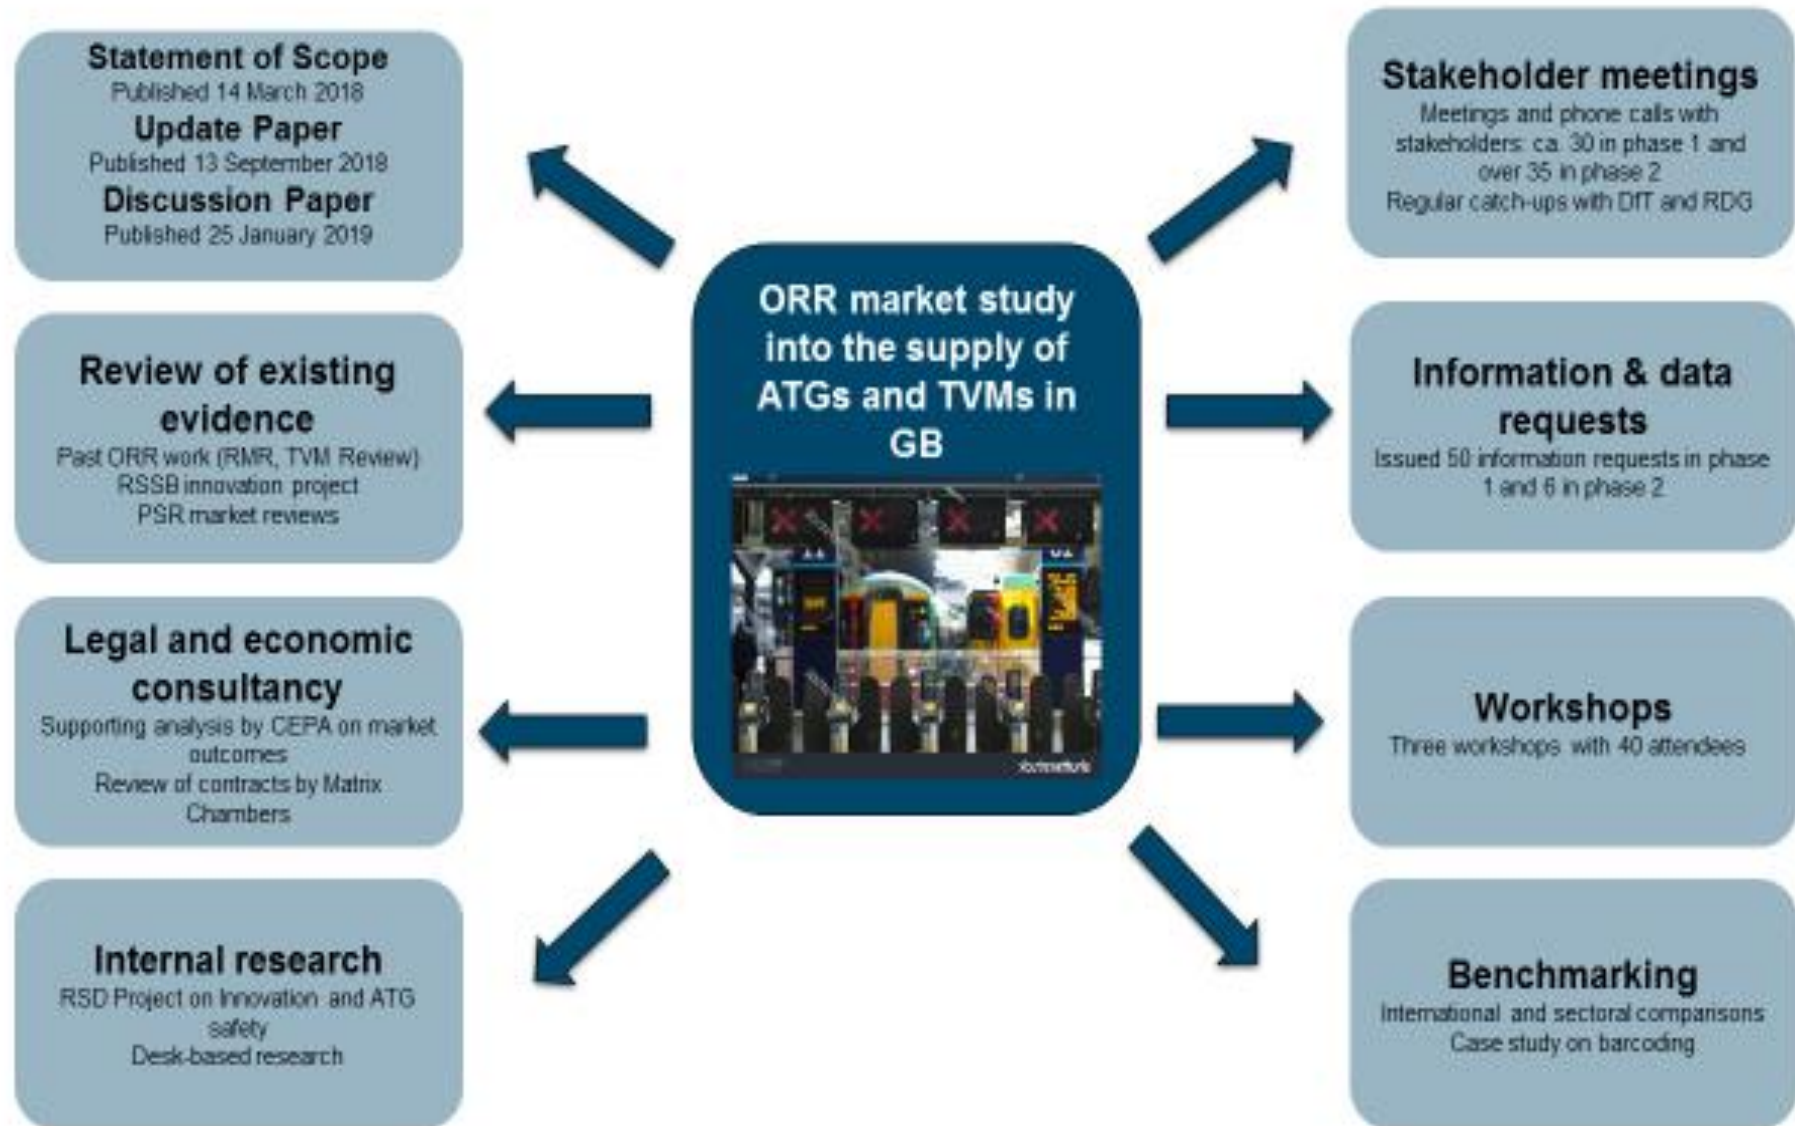 Statement of Scope
Published 14 March 2018
Update Paper
Published 13 September 2018
Discussion Paper
Published 25 January 2019
Review of existing
evidence
Past ORR work (RMR, TVM Review)
RSSB innovation project
PSR market reviews
Legal and economic
consultancy
Supporting analysis by CEPA on market
outcomes
Review of contracts by Matrix
Chambers
Internal research
RSD Project on Innovation and ATG
safety
Desk-based research
ORR market study
into the supply of
ATGs and TVMs in
GB
Stakeholder meetings
Meetings and phone calls with
stakeholders: ca. 30 in phase 1 and
over 35 in phase 2
Regular catch-ups with DfT and RDG
Information & data
requests
Issued 50 information requests in phase
1 and 6 in phase 2
Workshops
Three workshops with 40 attendees
Benchmarking
International and sectoral comparisons
Case study on barcoding